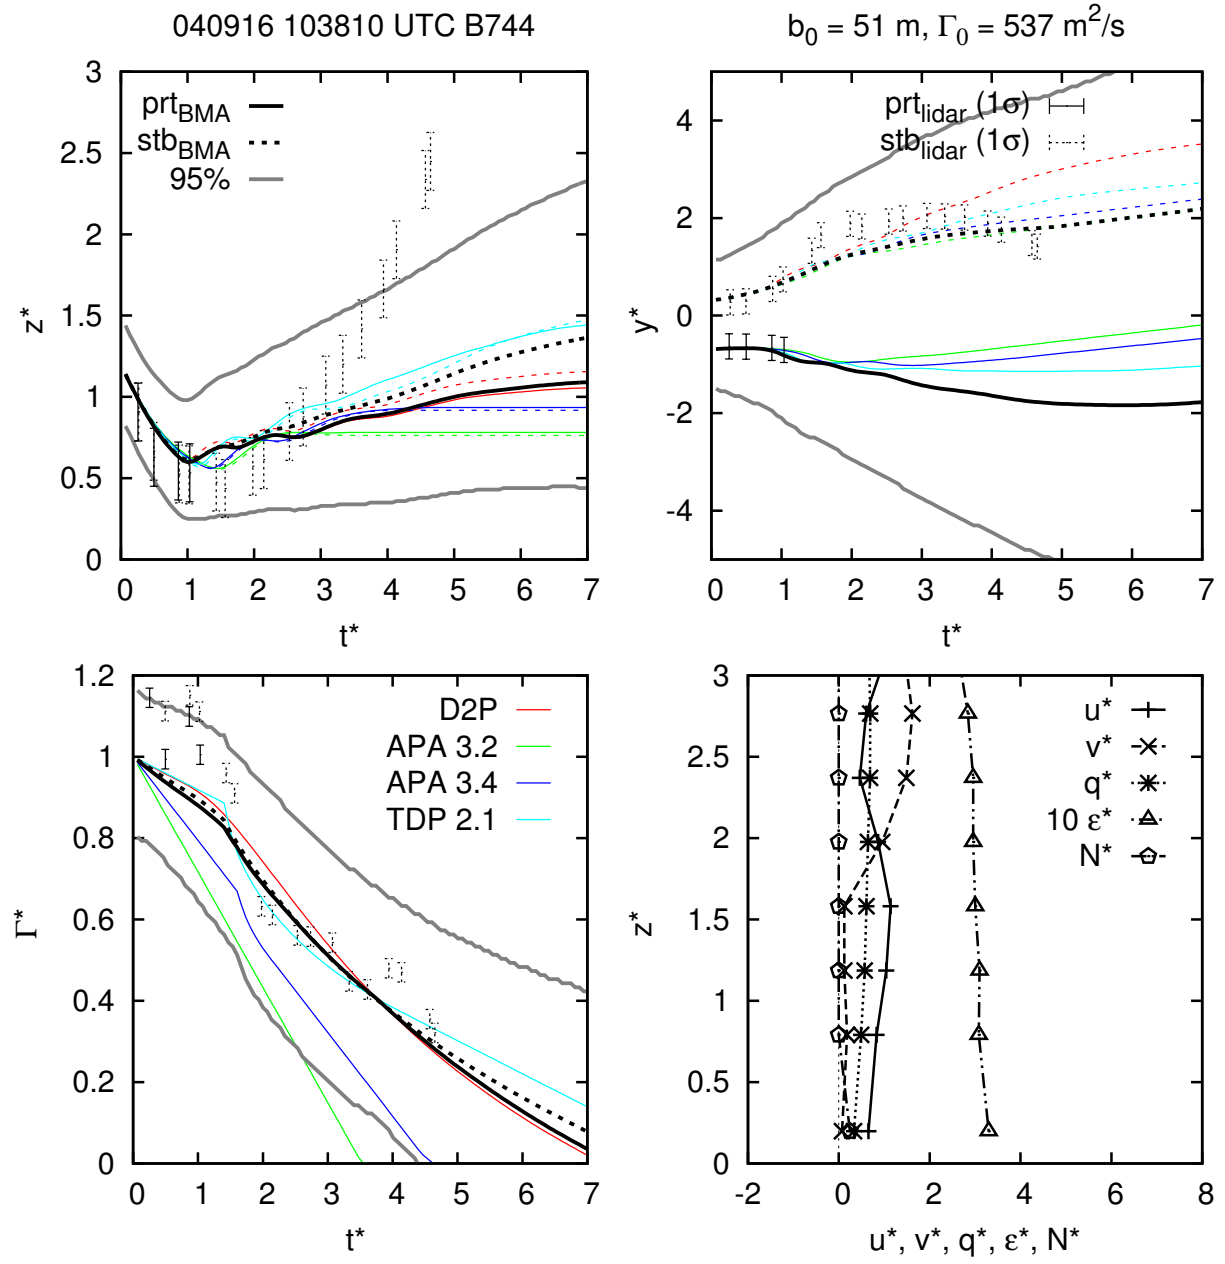 040916 103810 UTC B744
b₀ = 51 m, Γ₀ = 537 m²/s
3
2.5
2
1.5
1
0.5
0
z*
prt_BMA
stb_BMA
95%
0 1 2 3 4 5 6 7
t*
4
2
0
-2
-4
y*
prt_lidar (1σ)
stb_lidar (1σ)
0 1 2 3 4 5 6 7
t*
1.2
1
0.8
0.6
0.4
0.2
0
Γ*
D2P
APA 3.2
APA 3.4
TDP 2.1
0 1 2 3 4 5 6 7
t*
3
2.5
2
1.5
1
0.5
0
z*
u*
v*
q*
10 ε*
N*
-2 0 2 4 6 8
u*, v*, q*, ε*, N*